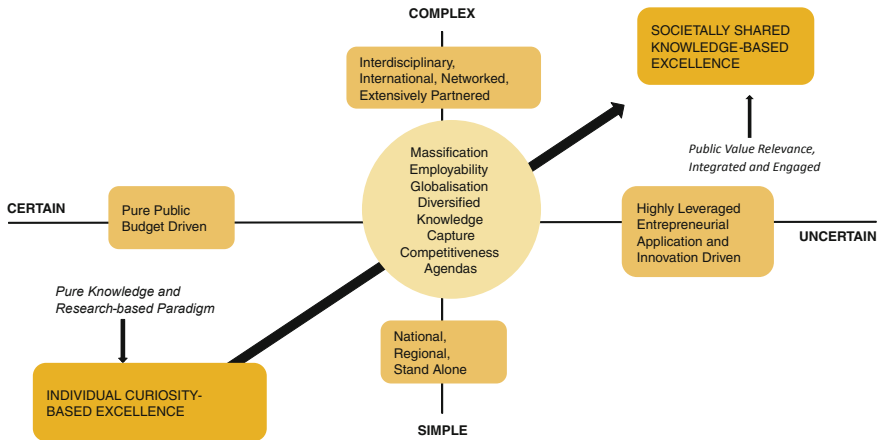 COMPLEX
SOCIETALLY SHARED
KNOWLEDGE-BASED
EXCELLENCE
Interdisciplinary,
International, Networked,
Extensively Partnered
Public Value Relevance,
Integrated and Engaged
Massification
Employability
Globalisation
Diversified
Knowledge
Capture
Competitiveness
Agendas
CERTAIN
Pure Public
Budget Driven
Highly Leveraged
Entrepreneurial
Application and
Innovation Driven
UNCERTAIN
Pure Knowledge and
Research-based Paradigm
National,
Regional,
Stand Alone
INDIVIDUAL CURIOSITY-
BASED EXCELLENCE
SIMPLE